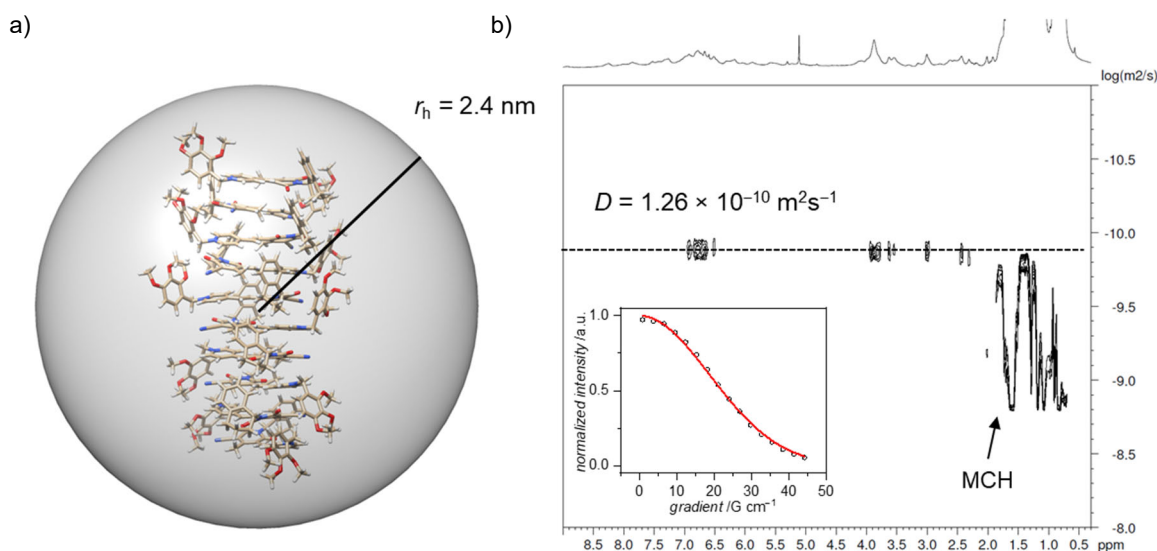 a)
b)
r_h = 2.4 nm
log(m2/s)
D = 1.26 × 10⁻¹⁰ m²s⁻¹
-10.5
-10.0
-9.5
-9.0
-8.5
-8.0
MCH
normalized intensity /a.u.
1.0
0.5
0.0
0 10 20 30 40 50
gradient /G cm⁻¹
8.5 8.0 7.5 7.0 6.5 6.0 5.5 5.0 4.5 4.0 3.5 3.0 2.5 2.0 1.5 1.0 0.5 ppm